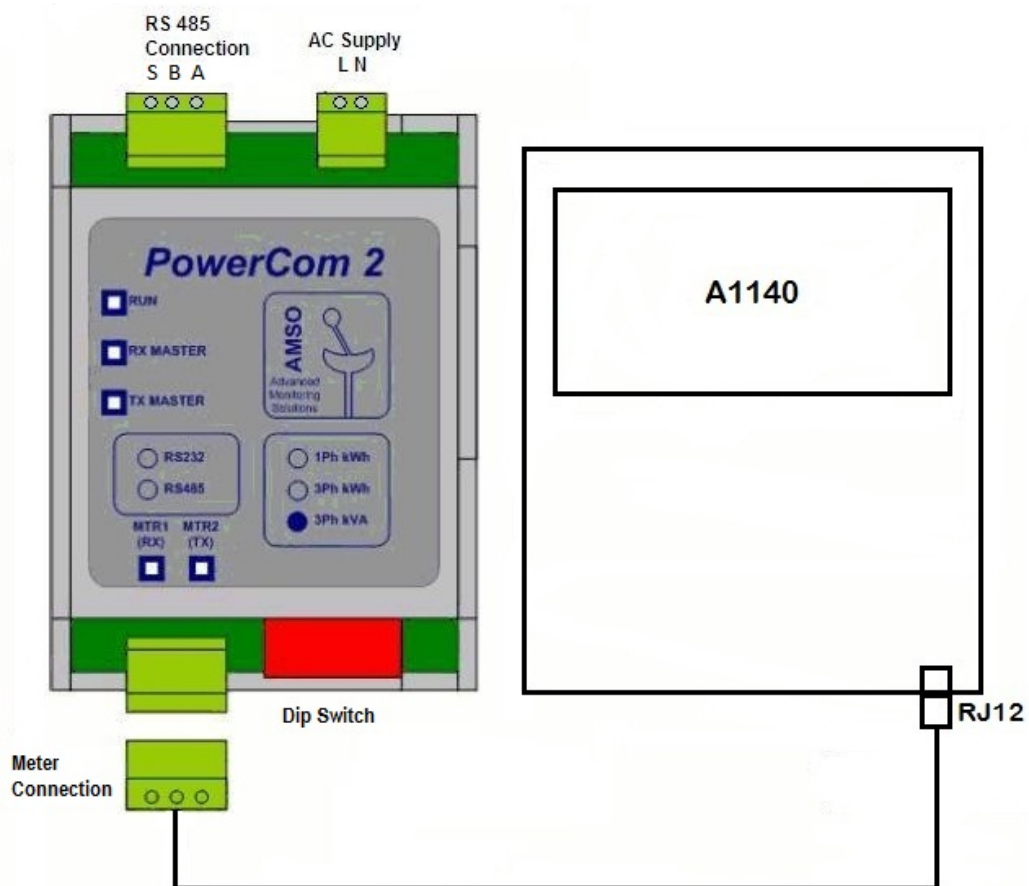 RS 485
Connection
S B A
AC Supply
L N
PowerCom 2
RUN
RX MASTER
TX MASTER
AMSO
Advanced
Monitoring
Solutions
RS232
RS485
1Ph kWh
3Ph kWh
3Ph kVA
MTR1
(RX)
MTR2
(TX)
Dip Switch
Meter
Connection
A1140
RJ12